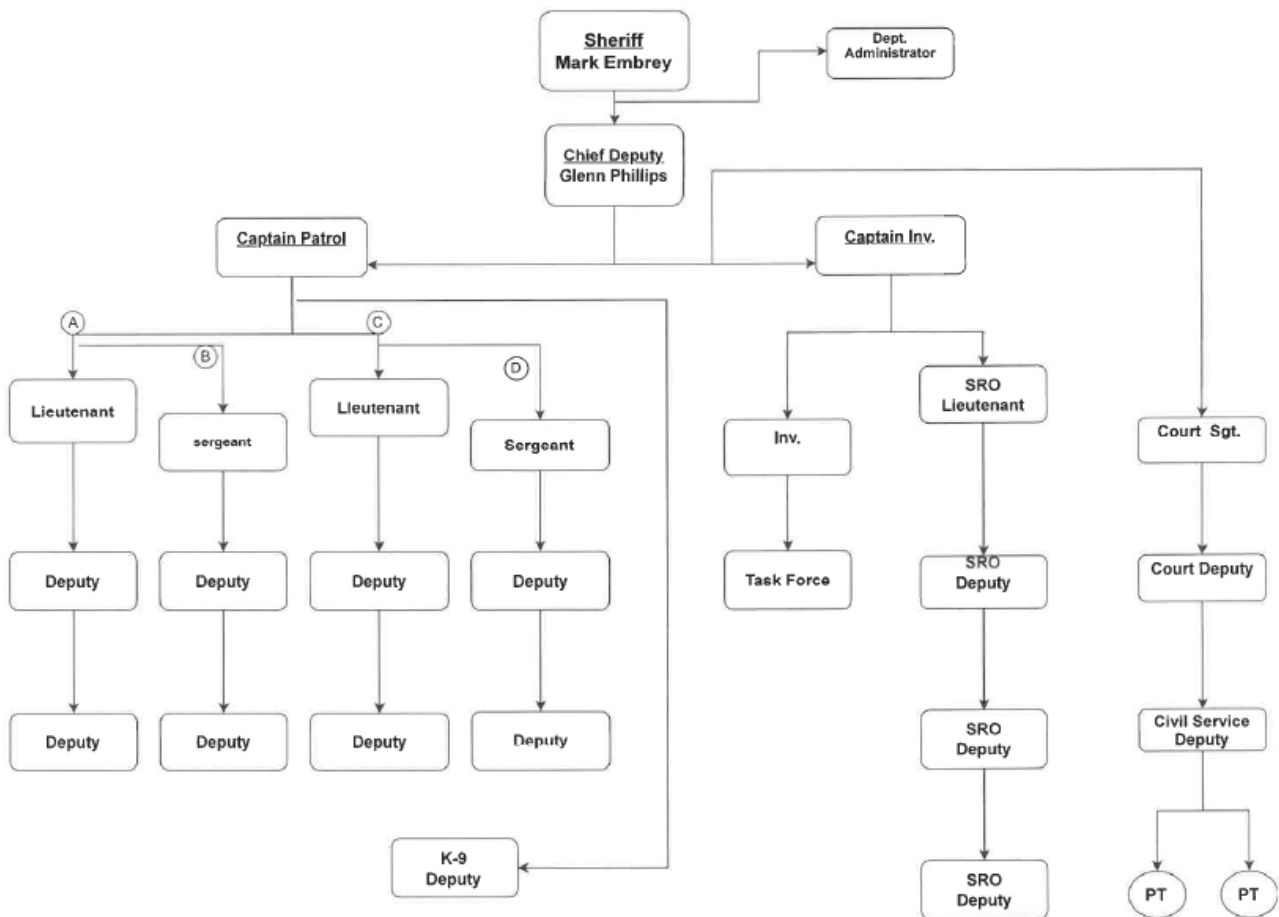 Sheriff
Mark Embrey
Dept.
Administrator
Chief Deputy
Glenn Phillips
Captain Patrol
Captain Inv.
A
C
B
D
Lieutenant
sergeant
Lieutenant
Sergeant
Inv.
SRO
Lieutenant
Court Sgt.
Deputy
Deputy
Deputy
Deputy
Task Force
SRO
Deputy
Court Deputy
Deputy
Deputy
Deputy
Deputy
SRO
Deputy
Civil Service
Deputy
K-9
Deputy
SRO
Deputy
PT
PT